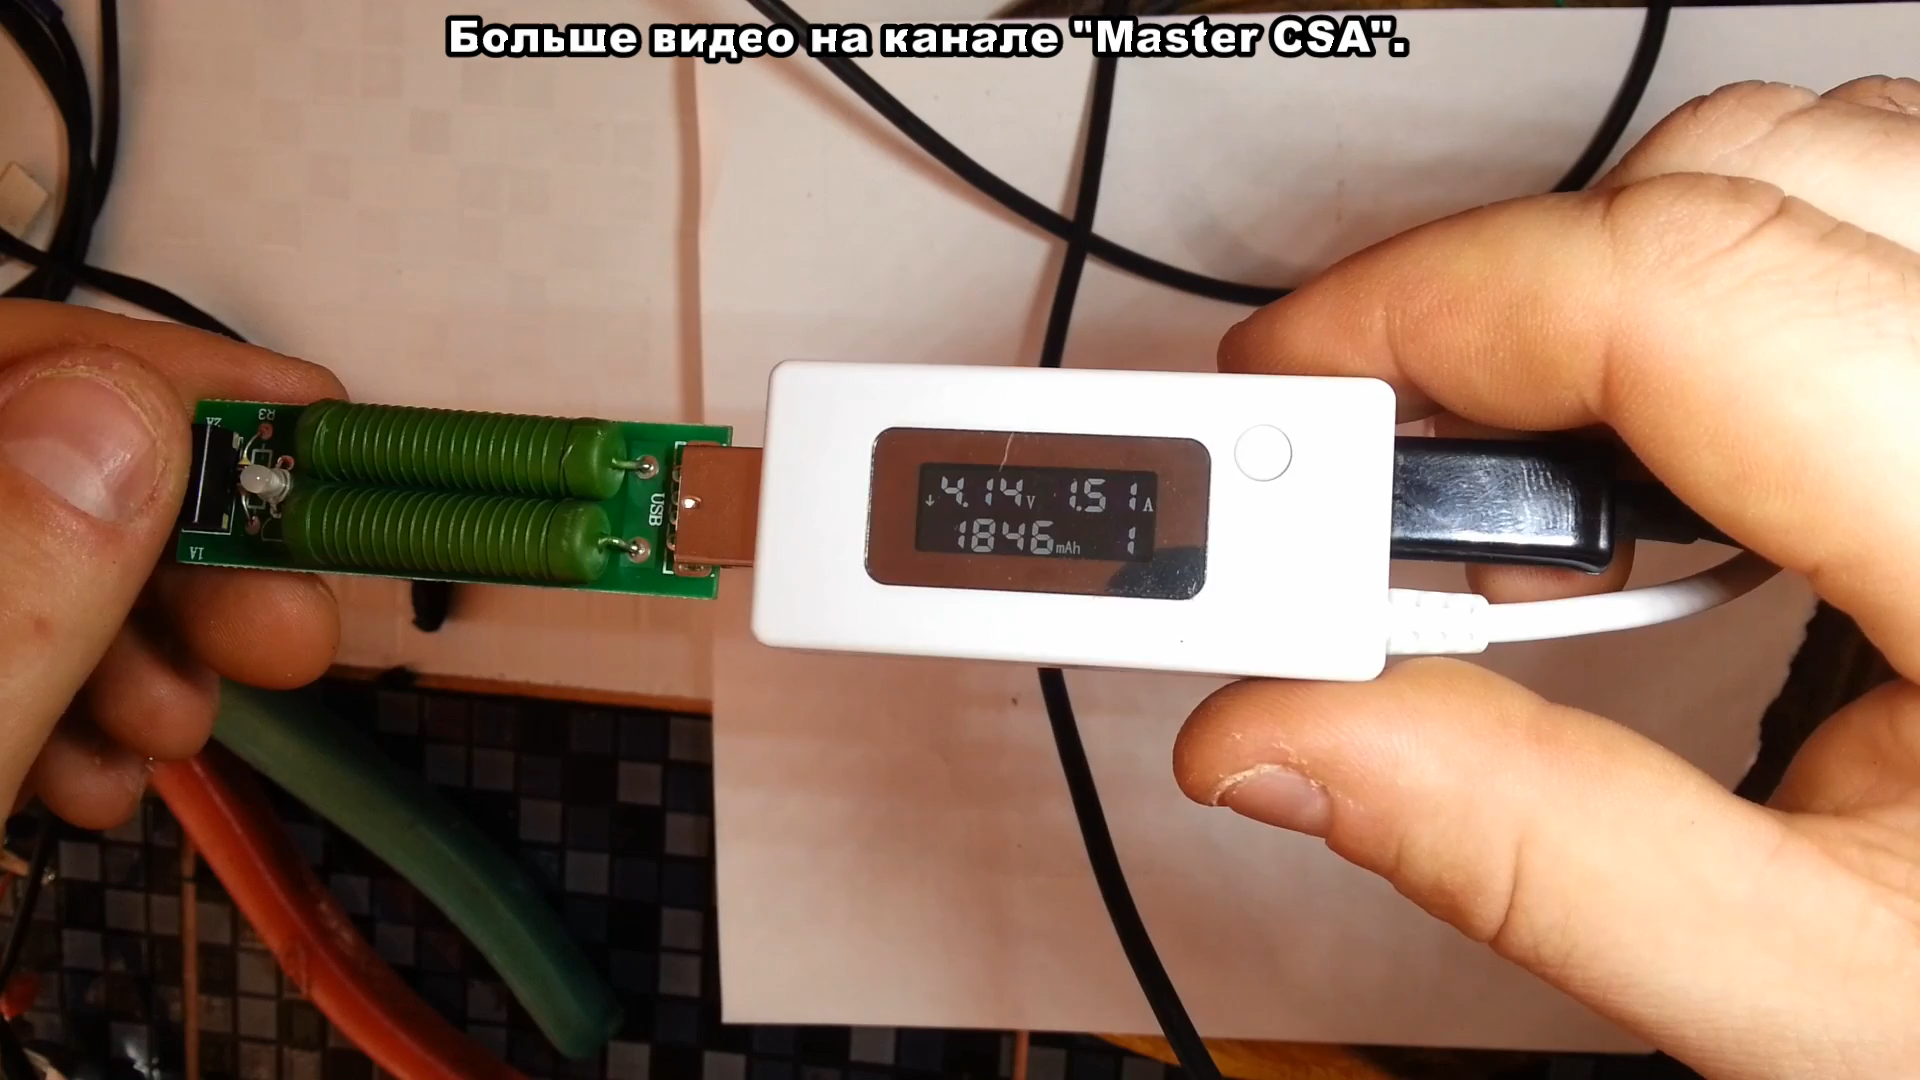 Больше видео на канале "Master CSA".
2A
R3
USB
1A
↓4.14V 1.51A
1846mAh 1